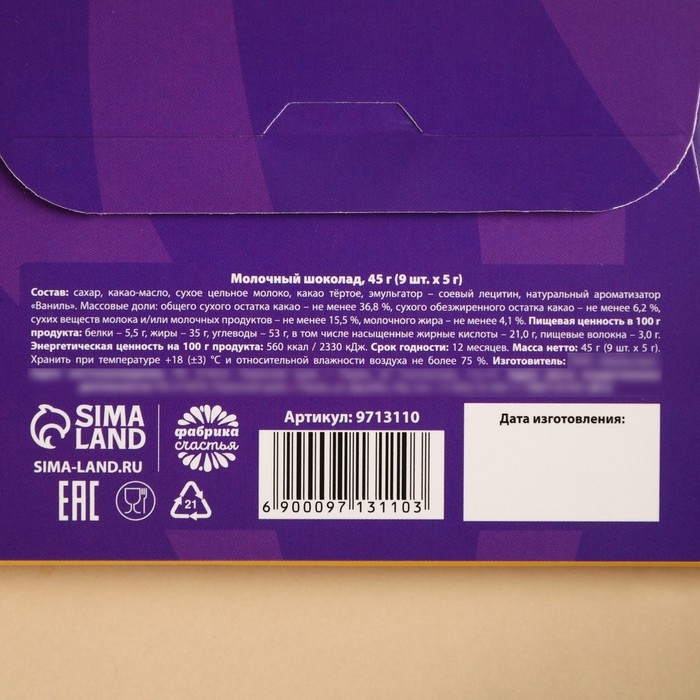 Молочный шоколад, 45 г (9 шт. х 5 г)
Состав: сахар, какао-масло, сухое цельное молоко, какао тёртое, эмульгатор – соевый лецитин, натуральный ароматизатор
«Ваниль». Массовые доли: общего сухого остатка какао – не менее 36,8 %, сухого обезжиренного остатка какао – не менее 6,2 %,
сухих веществ молока и/или молочных продуктов – не менее 15,5 %, молочного жира – не менее 4,1 %. Пищевая ценность в 100 г
продукта: белки – 5,5 г, жиры – 35 г, углеводы – 53 г, в том числе насыщенные жирные кислоты – 21,0 г, пищевые волокна – 3,0 г.
Энергетическая ценность на 100 г продукта: 560 ккал / 2330 кДж. Срок годности: 12 месяцев. Масса нетто: 45 г (9 шт. х 5 г).
Хранить при температуре +18 (±3) °С и относительной влажности воздуха не более 75 %. Изготовитель:
SIMA
LAND
SIMA-LAND.RU
фабрика
счастья
EAC
21
Артикул: 9713110
6 900097 131103
Дата изготовления: